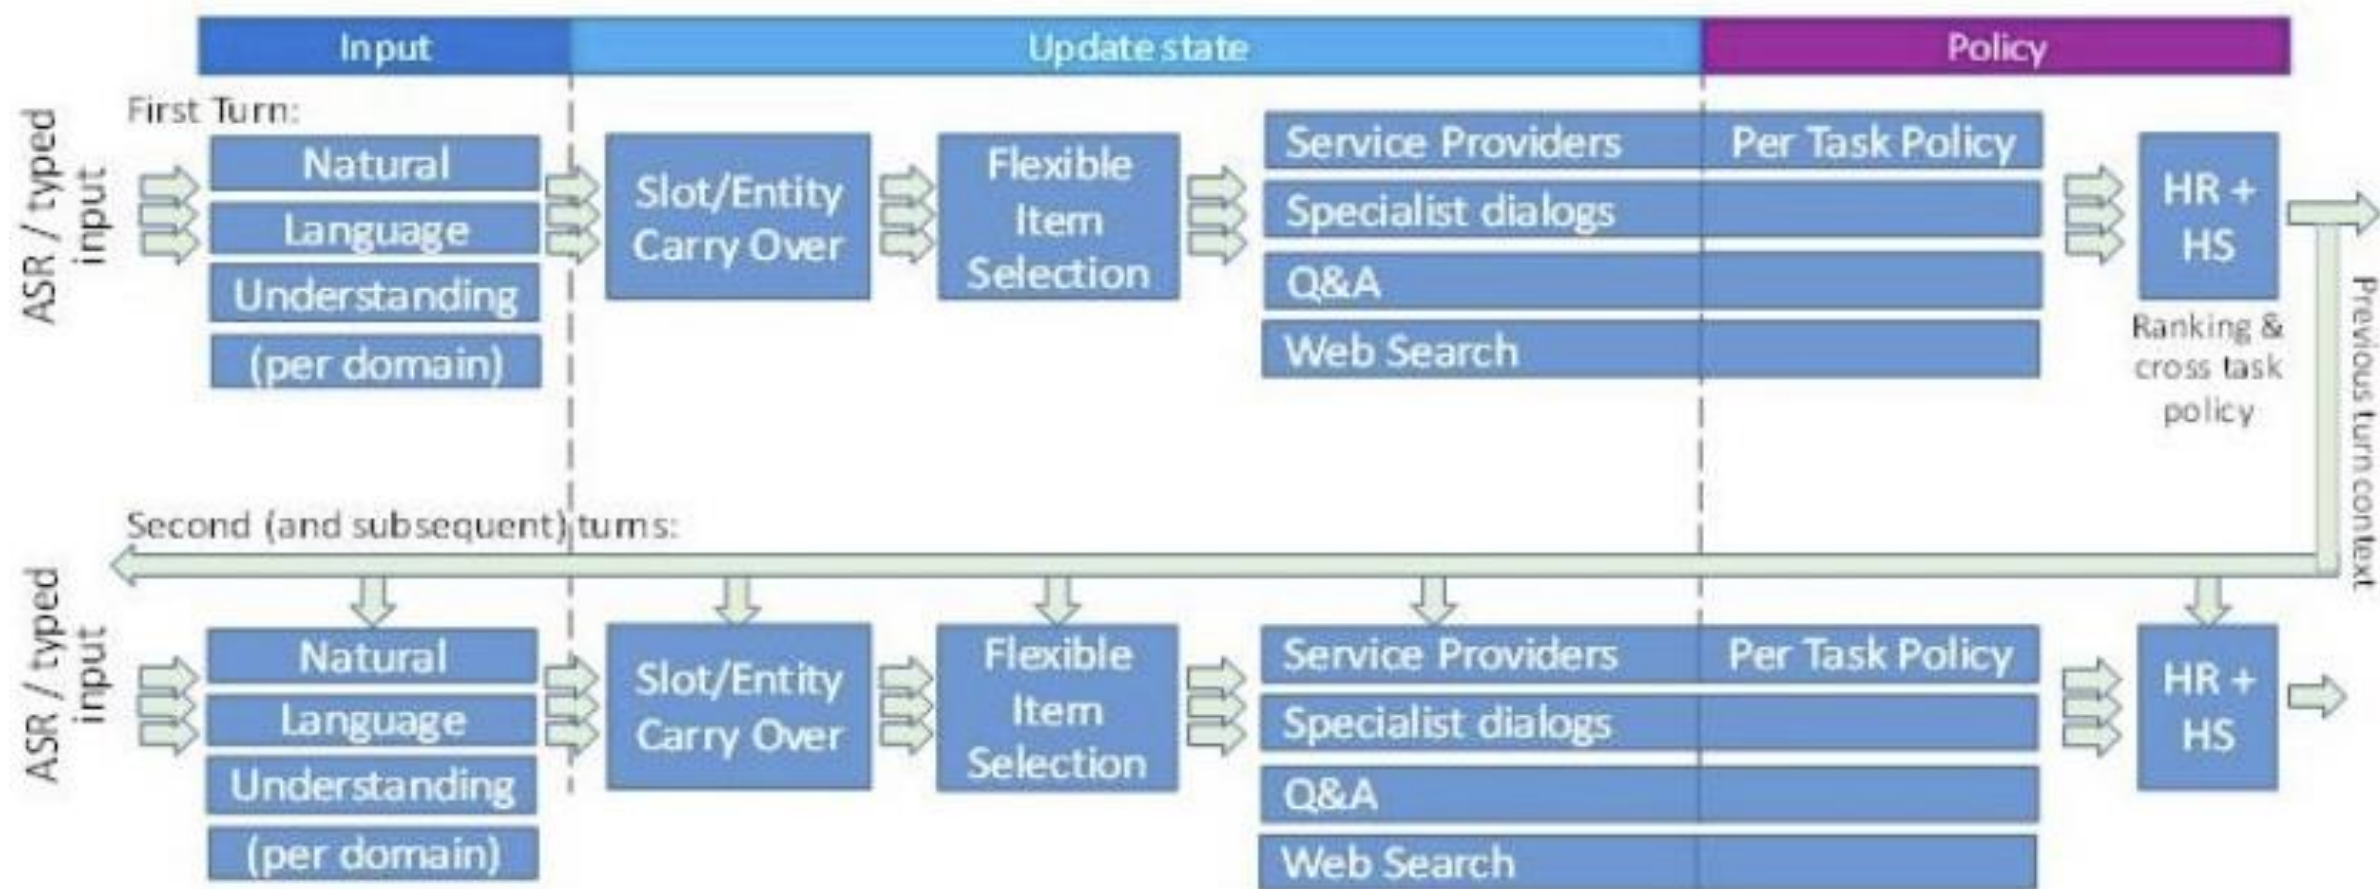 Input
Update state
Policy
First Turn:
ASR / typed
input
Natural
Language
Understanding
(per domain)
Slot/Entity
Carry Over
Flexible
Item
Selection
Service Providers
Per Task Policy
Specialist dialogs
Q&A
Web Search
HR +
HS
Ranking &
cross task
policy
Previous turn context
Second (and subsequent) turns:
ASR / typed
input
Natural
Language
Understanding
(per domain)
Slot/Entity
Carry Over
Flexible
Item
Selection
Service Providers
Per Task Policy
Specialist dialogs
Q&A
Web Search
HR +
HS